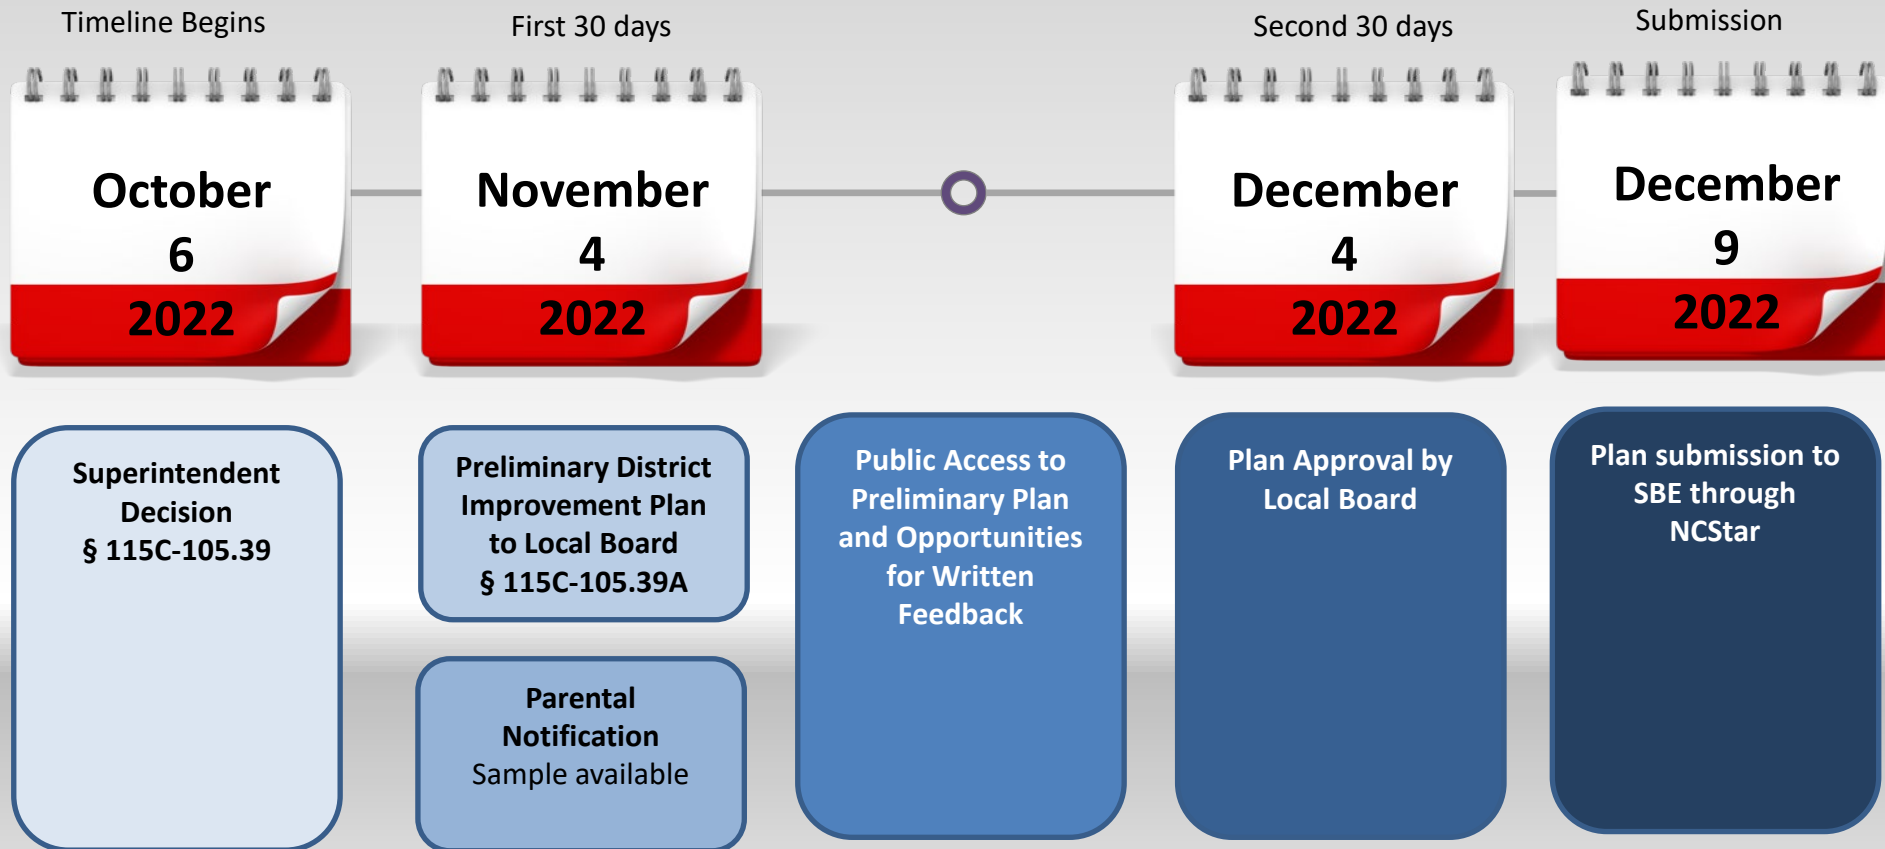 Timeline Begins
First 30 days
Second 30 days
Submission
October
6
2022
November
4
2022
December
4
2022
December
9
2022
Superintendent
Decision
§ 115C-105.39
Preliminary District
Improvement Plan
to Local Board
§ 115C-105.39A
Parental
Notification
Sample available
Public Access to
Preliminary Plan
and Opportunities
for Written
Feedback
Plan Approval by
Local Board
Plan submission to
SBE through
NCStar